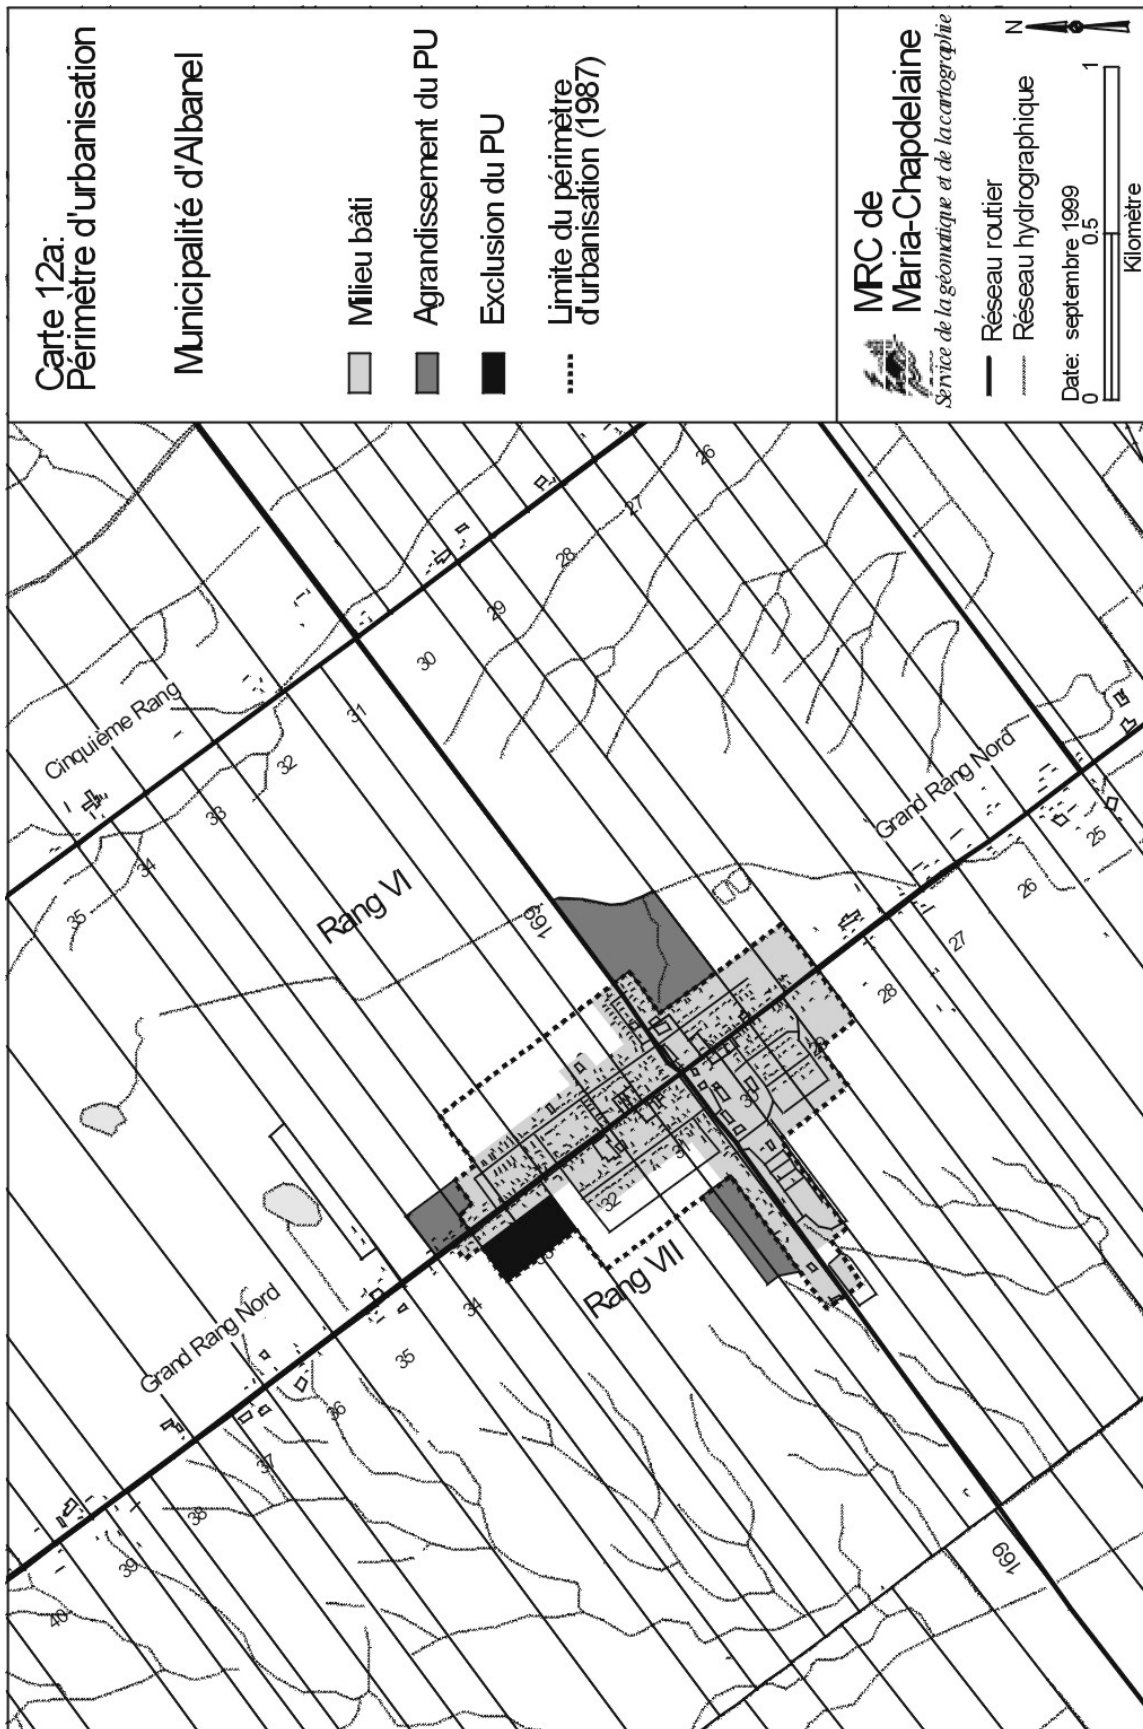 Carte 12a:
Périmètre d'urbanisation
Municipalité d'Albanel
Milieu bâti
Agrandissement du PU
Exclusion du PU
Limite du périmètre
d'urbanisation (1987)
MRC de
Maria-Chapdelaine
Service de la géomatique et de la cartographie
Réseau routier
Réseau hydrographique
Date: septembre 1999
0 0.5 1
Kilomètre
N
Cinquième Rang
35
34
33
32
31
30
29
28
27
26
Rang VI
169
Grand Rang Nord
Grand Rang Nord
Rang VII
40
39
38
37
36
35
34
33
32
31
30
29
28
27
26
25
169